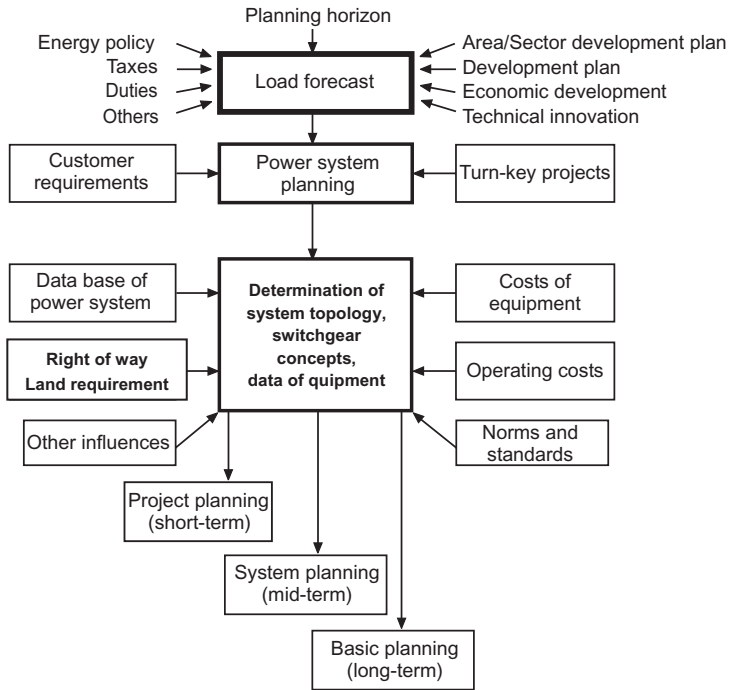 Planning horizon
Energy policy
Taxes
Duties
Others
Load forecast
Area/Sector development plan
Development plan
Economic development
Technical innovation
Customer
requirements
Power system
planning
Turn-key projects
Data base of
power system
Determination of
system topology,
switchgear
concepts,
data of quipment
Costs of
equipment
Right of way
Land requirement
Operating costs
Other influences
Norms and
standards
Project planning
(short-term)
System planning
(mid-term)
Basic planning
(long-term)